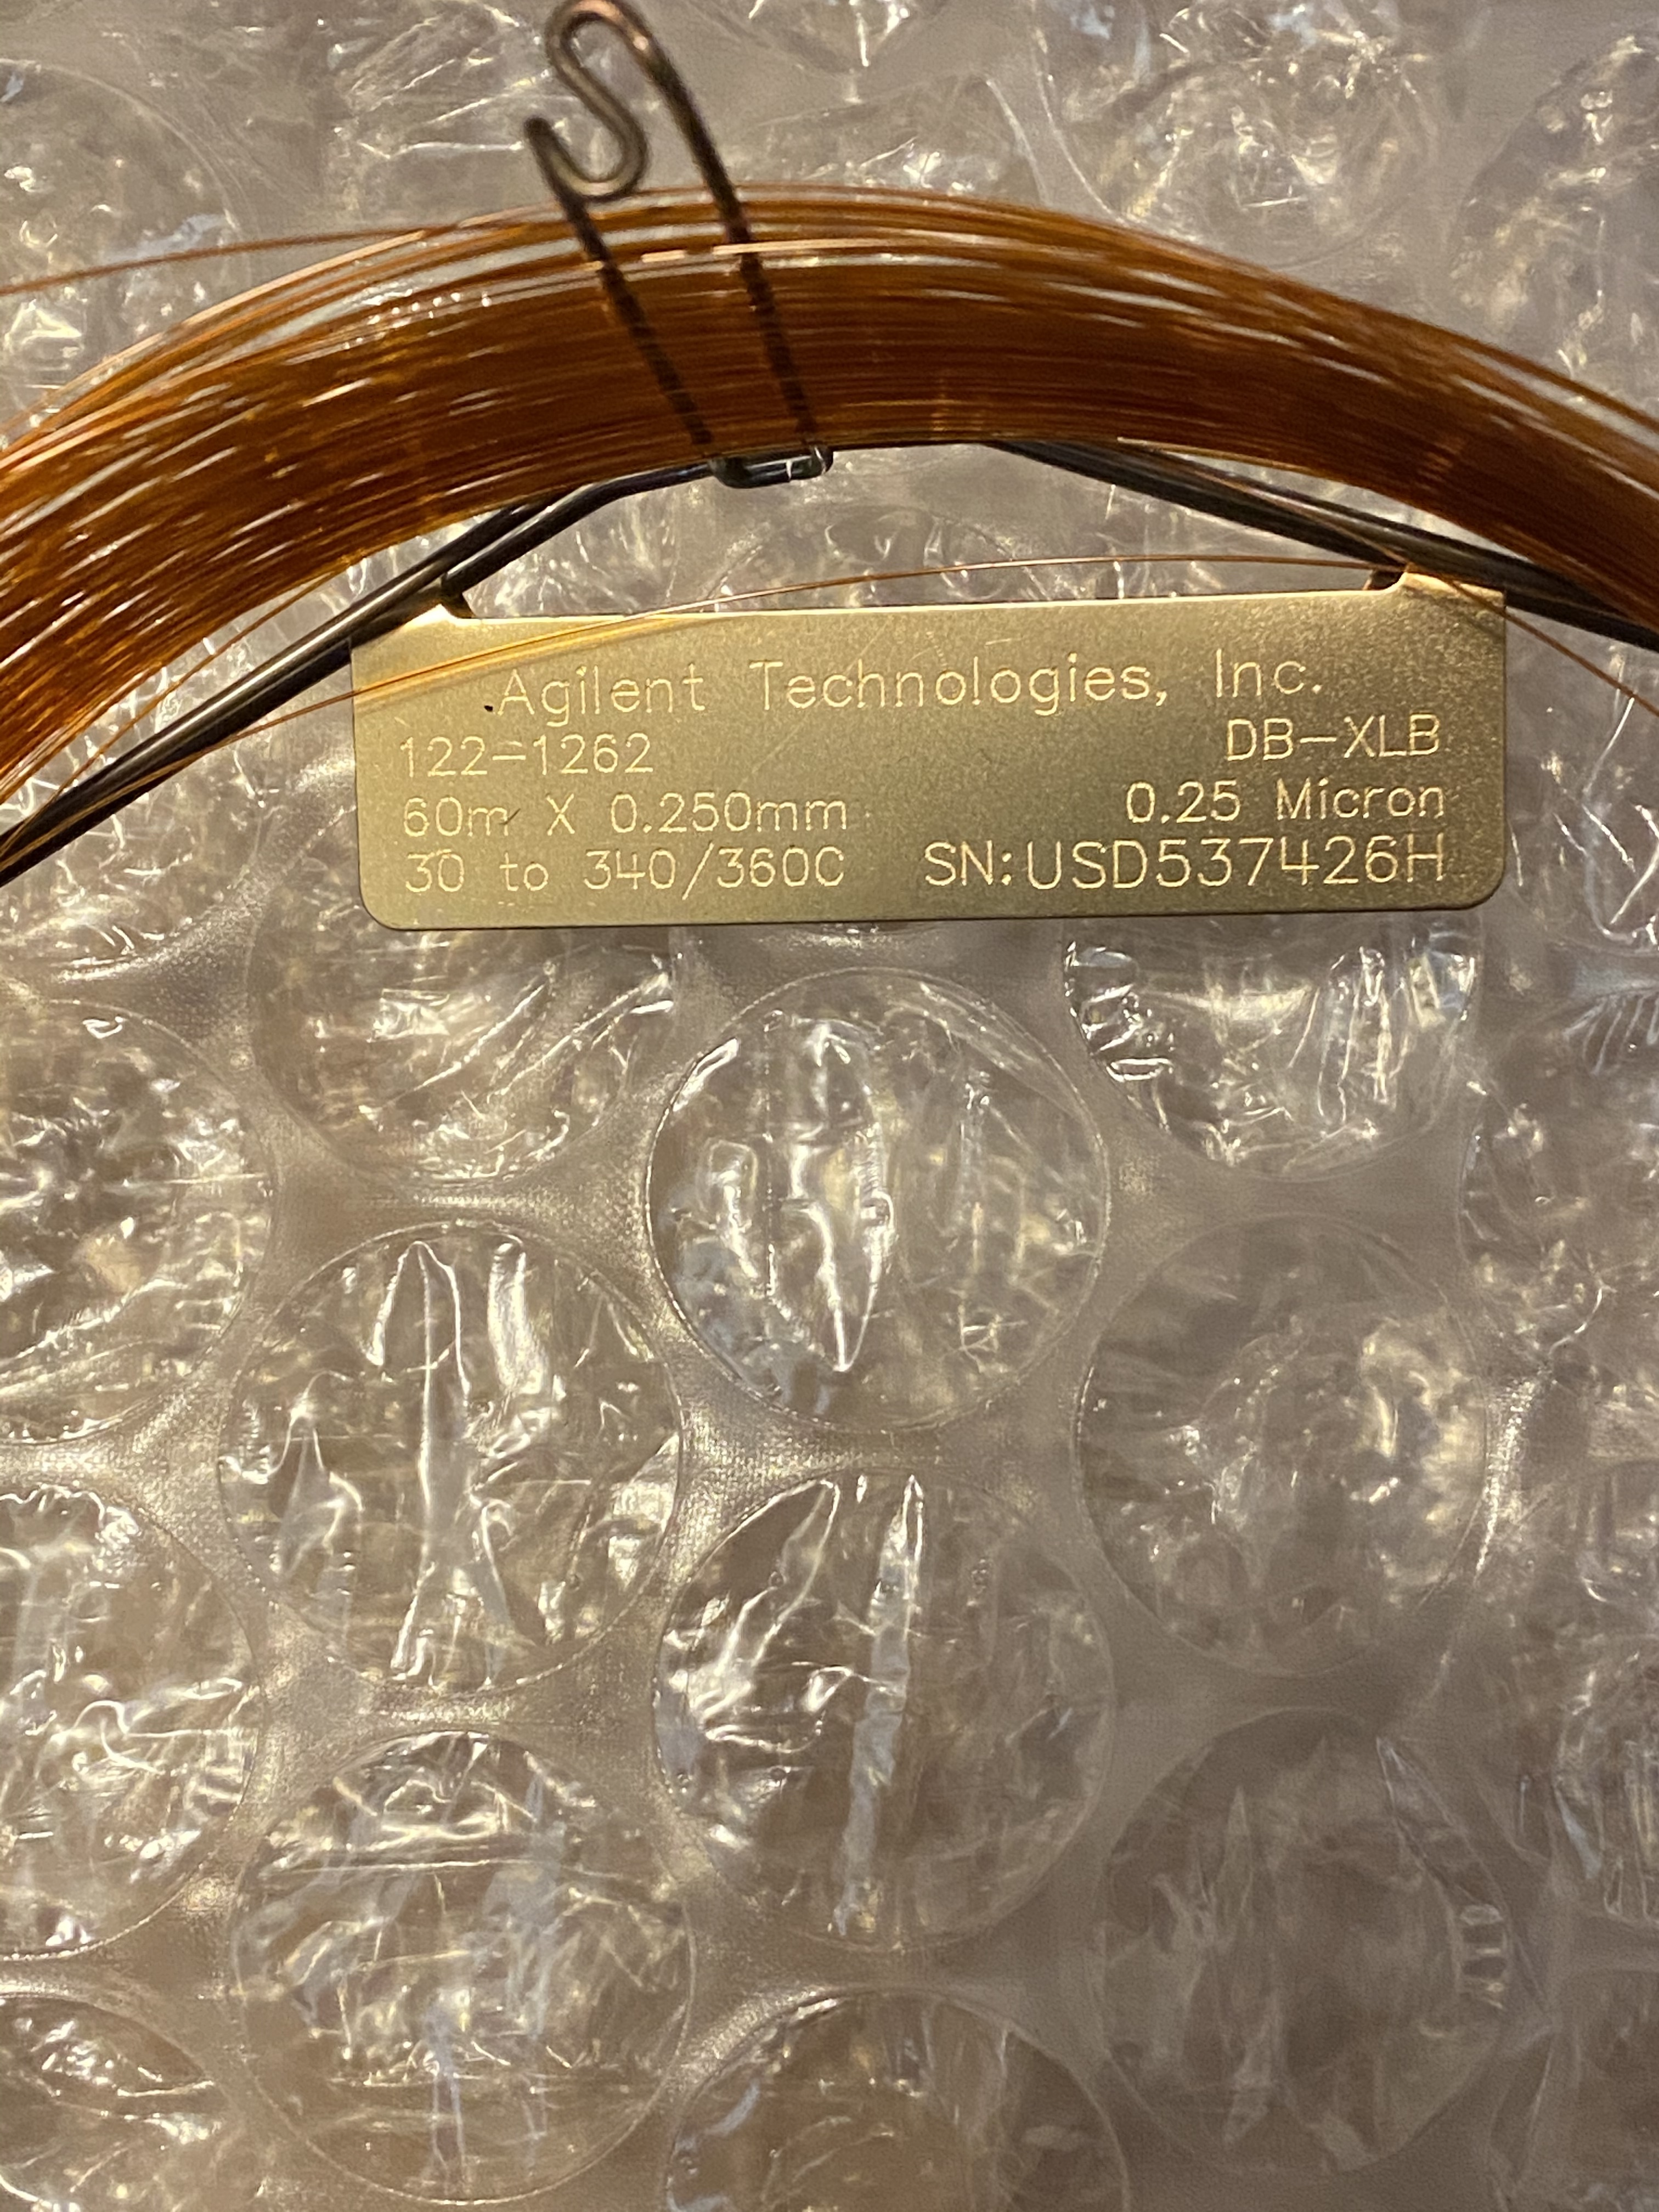 Agilent Technologies, Inc.
122-1262 DB-XLB
60m X 0.250mm 0.25 Micron
30 to 340/360C SN:USD537426H